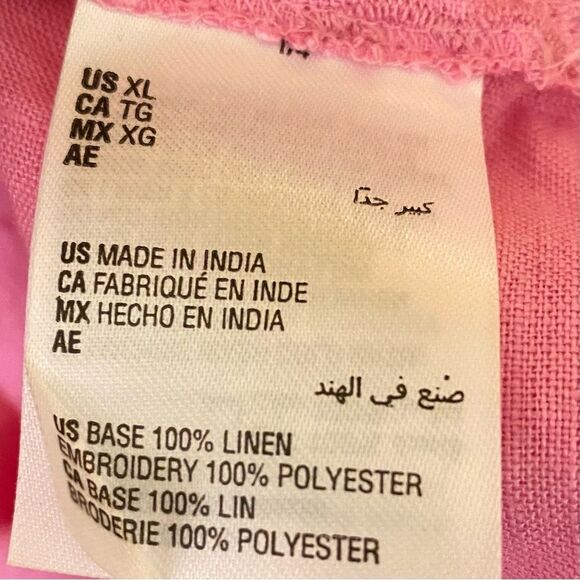 US XL
CA TG
MX XG
AE
كبير جدًا
US MADE IN INDIA
CA FABRIQUÉ EN INDE
MX HECHO EN INDIA
AE
صنع في الهند
US BASE 100% LINEN
EMBROIDERY 100% POLYESTER
CA BASE 100% LIN
BRODERIE 100% POLYESTER